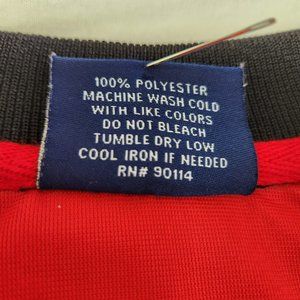 100% POLYESTER
MACHINE WASH COLD
WITH LIKE COLORS
DO NOT BLEACH
TUMBLE DRY LOW
COOL IRON IF NEEDED
RN# 90114